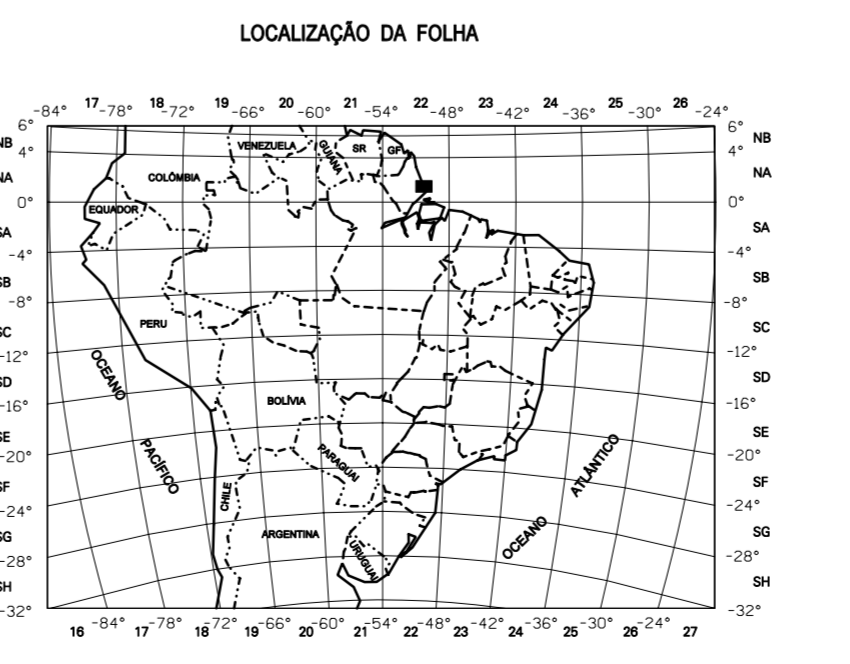 LOCALIZAÇÃO DA FOLHA
17 18 19 20 21 22 23 24 25 26
-84° -78° -72° -66° -60° -54° -48° -42° -36° -30° -24°
6° 6°
NB NB
4° 4°
VENEZUELA GUIANA SR GF
NA COLÔMBIA NA
0° 0°
EQUADOR
SA SA
-4° -4°
SB SB
-8° -8°
PERU
SC SC
-12° -12°
OCEANO
SD SD
-16° BOLÍVIA -16°
SE SE
PACÍFICO PARAGUAI ATLÂNTICO
-20° -20°
SF SF
CHILE
-24° -24°
SG ARGENTINA OCEANO SG
-28° URUGUAI -28°
SH SH
-32° -32°
-84° -78° -72° -66° -60° -54° -48° -42° -36° -30° -24°
16 17 18 19 20 21 22 23 24 25 26 27